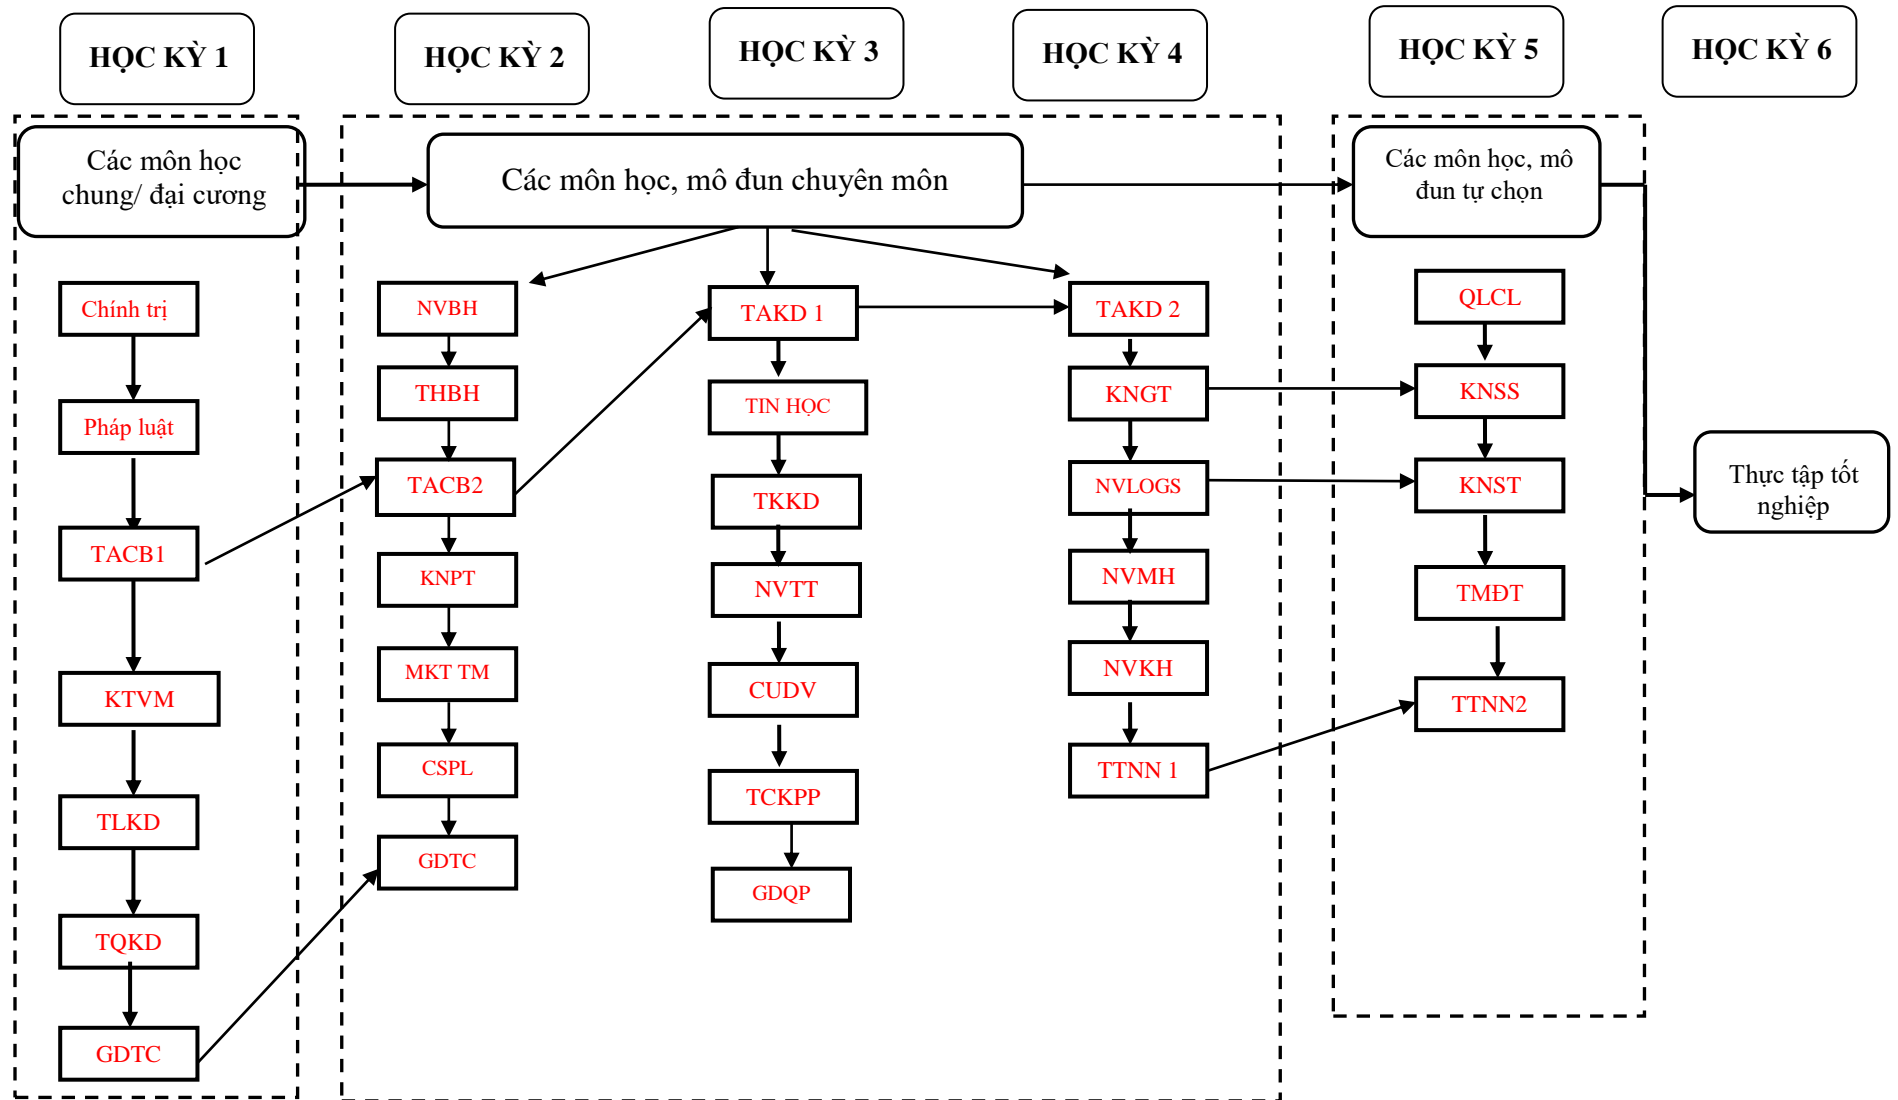 HỌC KỲ 1
HỌC KỲ 2
HỌC KỲ 3
HỌC KỲ 4
HỌC KỲ 5
HỌC KỲ 6
Các môn học
chung/ đại cương
Các môn học, mô đun chuyên môn
Các môn học, mô
đun tự chọn
Chính trị
Pháp luật
TACB1
KTVM
TLKD
TQKD
GDTC
NVBH
THBH
TACB2
KNPT
MKT TM
CSPL
GDTC
TAKD 1
TIN HỌC
TKKD
NVTT
CUDV
TCKPP
GDQP
TAKD 2
KNGT
NVLOGS
NVMH
NVKH
TTNN 1
QLCL
KNSS
KNST
TMĐT
TTNN2
Thực tập tốt
nghiệp